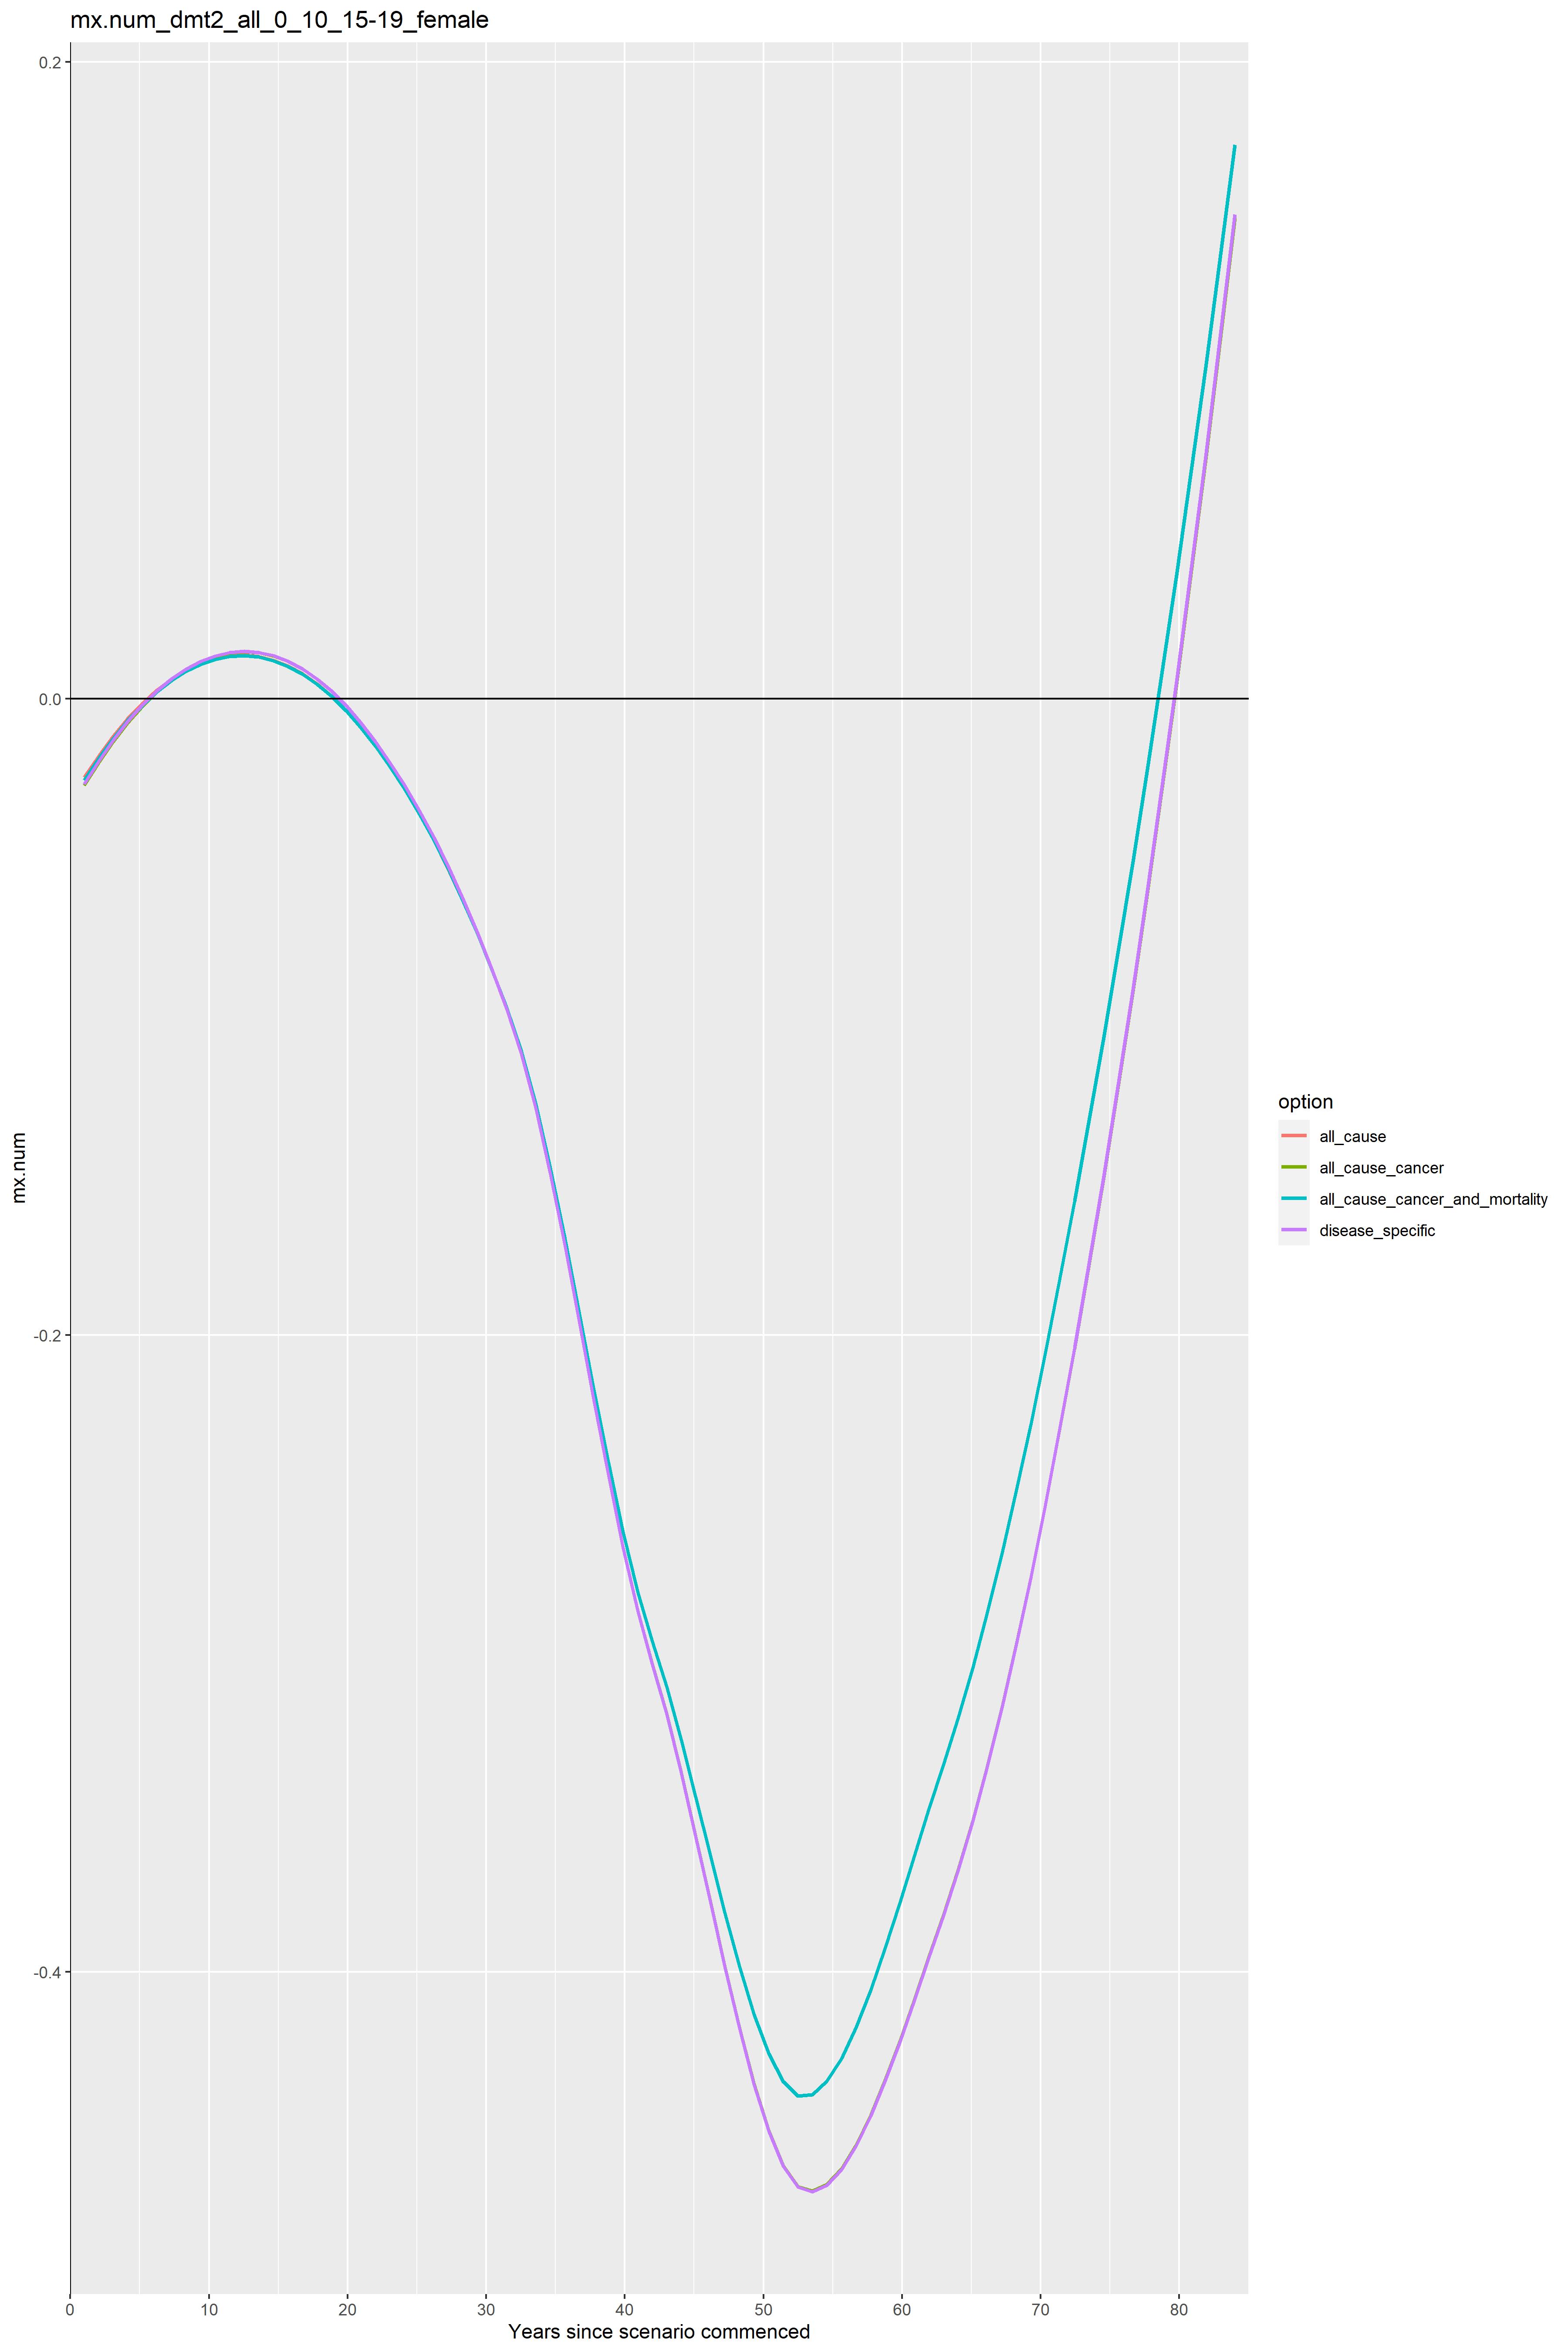 mx.num_dmt2_all_0_10_15-19_female
0.2
0.0
-0.2
-0.4
mx.num
0 10 20 30 40 50 60 70 80
Years since scenario commenced
option
all_cause
all_cause_cancer
all_cause_cancer_and_mortality
disease_specific